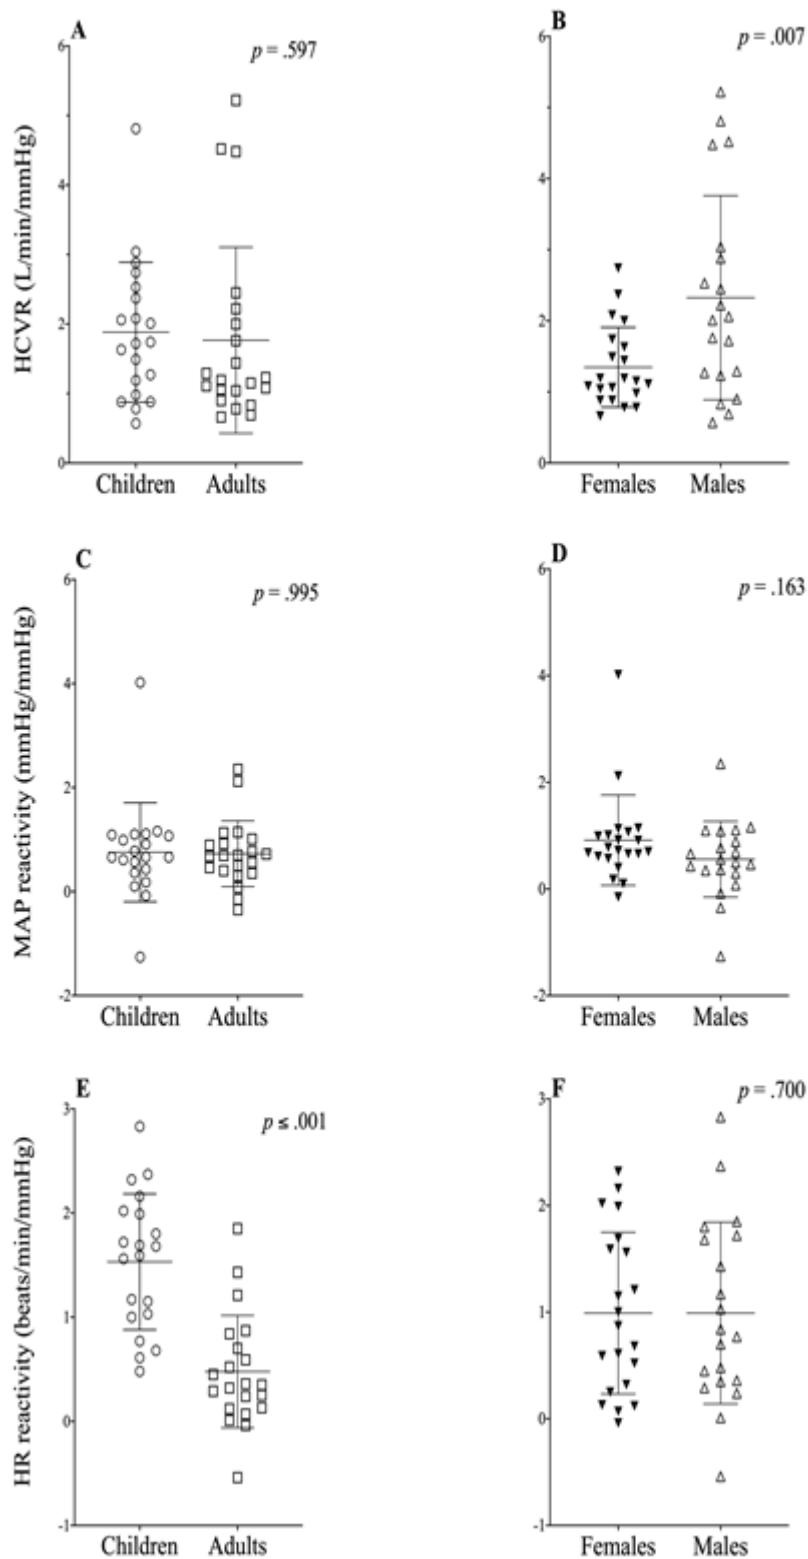 A
p = .597
HCVR (L/min/mmHg)
6
4
2
0
Children Adults
B
p = .007
6
4
2
0
Females Males
C
p = .995
MAP reactivity (mmHg/mmHg)
6
4
2
0
-2
Children Adults
D
p = .163
6
4
2
0
-2
Females Males
E
p ≤ .001
HR reactivity (beats/min/mmHg)
3
2
1
0
-1
Children Adults
F
p = .700
3
2
1
0
-1
Females Males